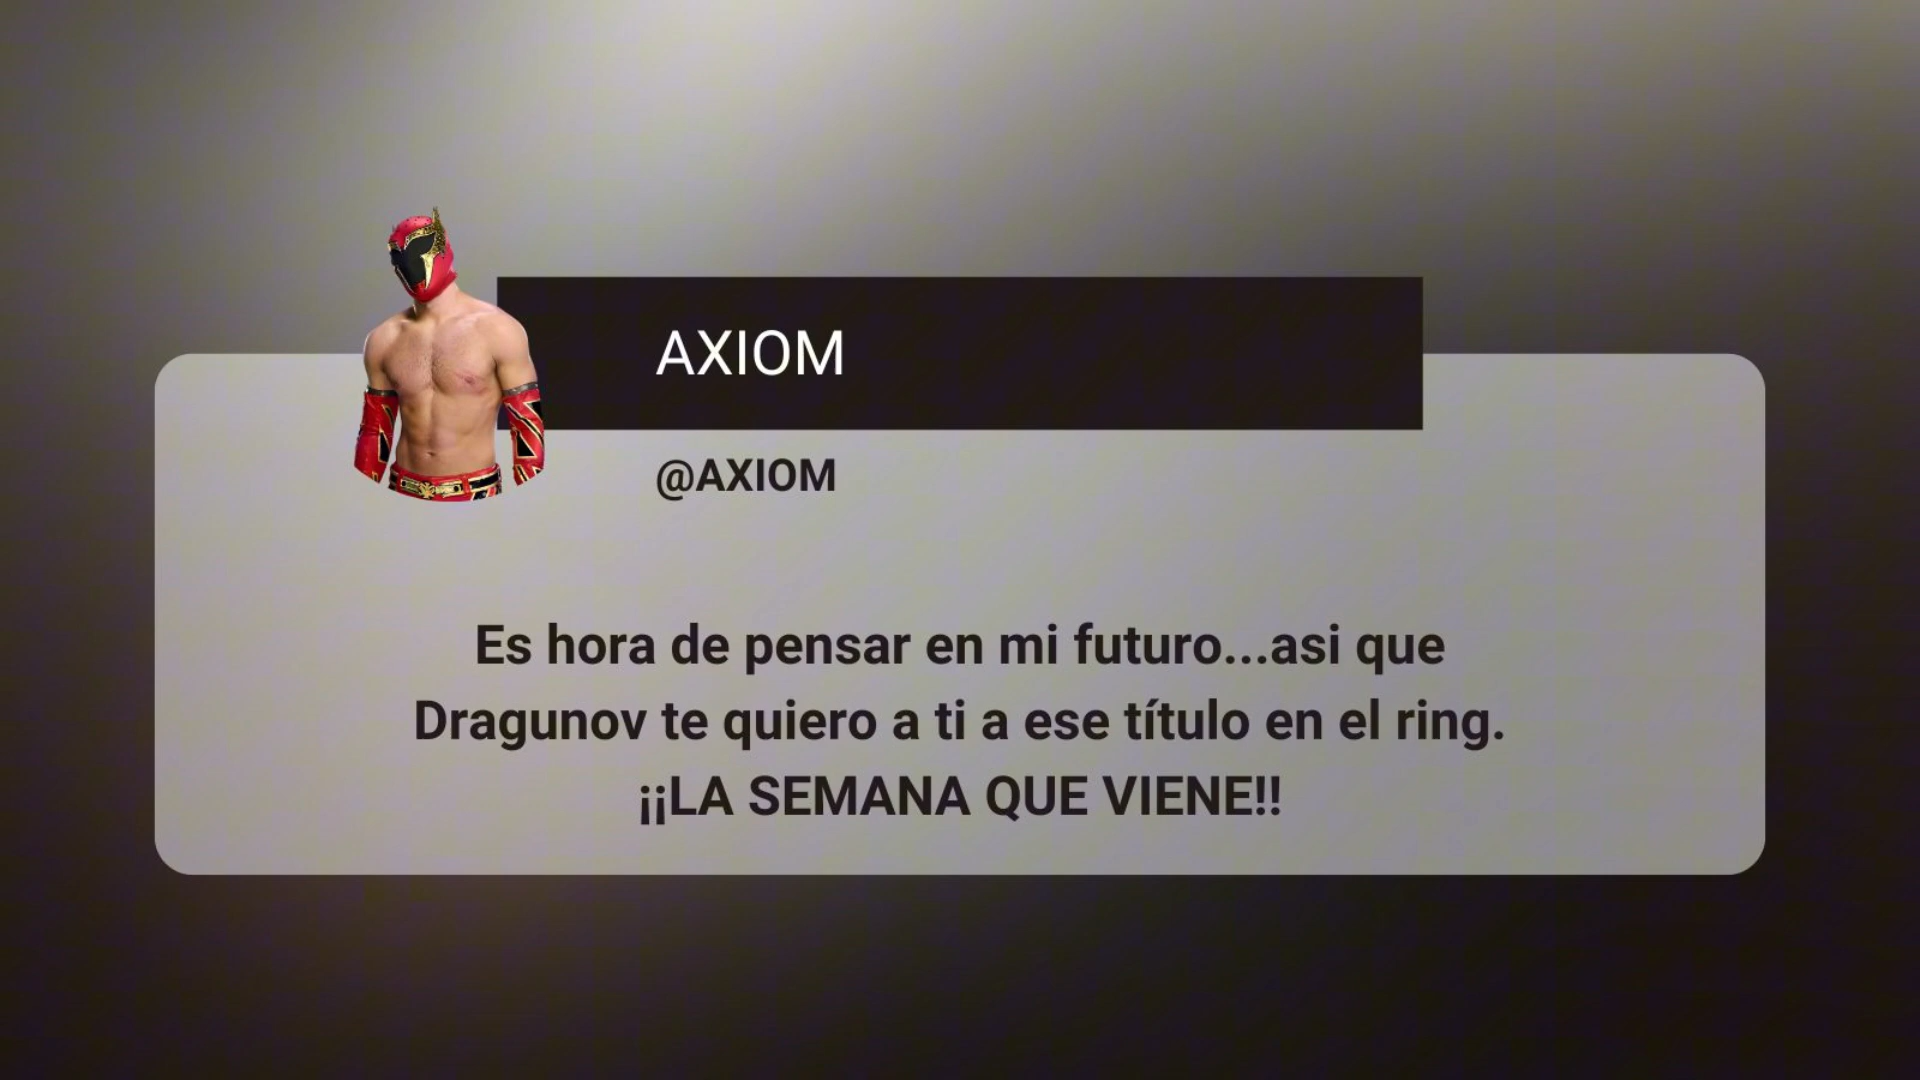 AXIOM
@AXIOM
Es hora de pensar en mi futuro...asi que
Dragunov te quiero a ti a ese título en el ring.
¡¡LA SEMANA QUE VIENE!!